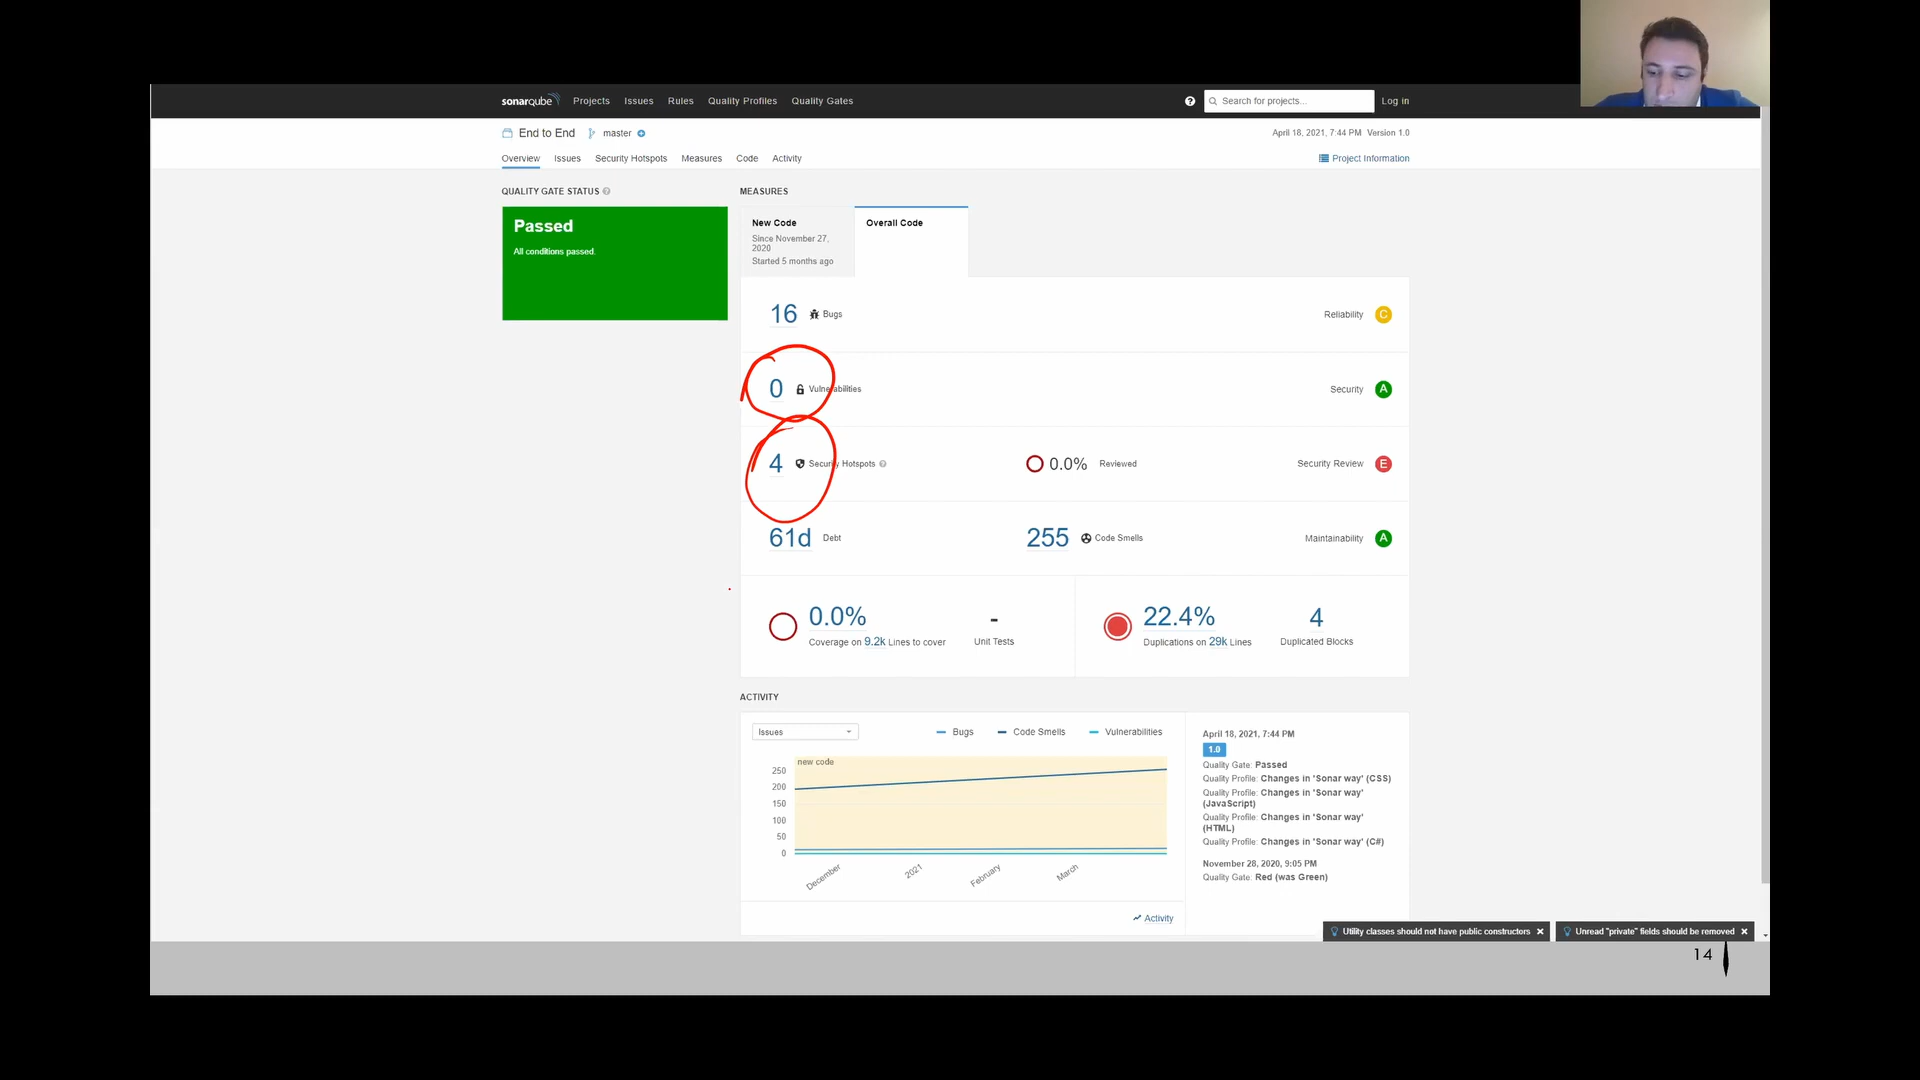 sonarqube Projects Issues Rules Quality Profiles Quality Gates ? Search for projects... Log in
End to End master April 18, 2021, 7:44 PM Version 1.0
Overview Issues Security Hotspots Measures Code Activity Project Information
QUALITY GATE STATUS ? MEASURES
Passed
All conditions passed.
New Code
Since November 27,
2020
Started 5 months ago
Overall Code
16 Bugs Reliability C
0 Vulnerabilities Security A
4 Security Hotspots ? 0.0% Reviewed Security Review E
61d Debt 255 Code Smells Maintainability A
0.0%
Coverage on 9.2k Lines to cover
-
Unit Tests
22.4%
Duplications on 29k Lines
4
Duplicated Blocks
ACTIVITY
Issues Bugs Code Smells Vulnerabilities
new code
250
200
150
100
50
0
December 2021 February March
Activity
April 18, 2021, 7:44 PM
1.0
Quality Gate: Passed
Quality Profile: Changes in 'Sonar way' (CSS)
Quality Profile: Changes in 'Sonar way'
(JavaScript)
Quality Profile: Changes in 'Sonar way'
(HTML)
Quality Profile: Changes in 'Sonar way' (C#)
November 28, 2020, 9:05 PM
Quality Gate: Red (was Green)
Utility classes should not have public constructors × Unread "private" fields should be removed ×
14